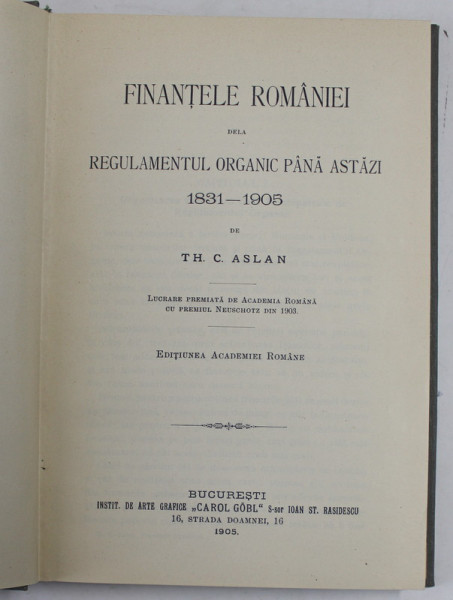 FINANȚELE ROMÂNIEI
DELA
REGULAMENTUL ORGANIC PÂNĂ ASTĂZI
1831—1905
DE
TH. C. ASLAN
LUCRARE PREMIATĂ DE ACADEMIA ROMÂNĂ
CU PREMIUL NEUSCHOTZ DIN 1903.
EDIȚIUNEA ACADEMIEI ROMÂNE
BUCUREȘTI
INSTIT. DE ARTE GRAFICE „CAROL GÖBL“ S-sor IOAN ST. RASIDESCU
16, STRADA DOAMNEI, 16
1905.